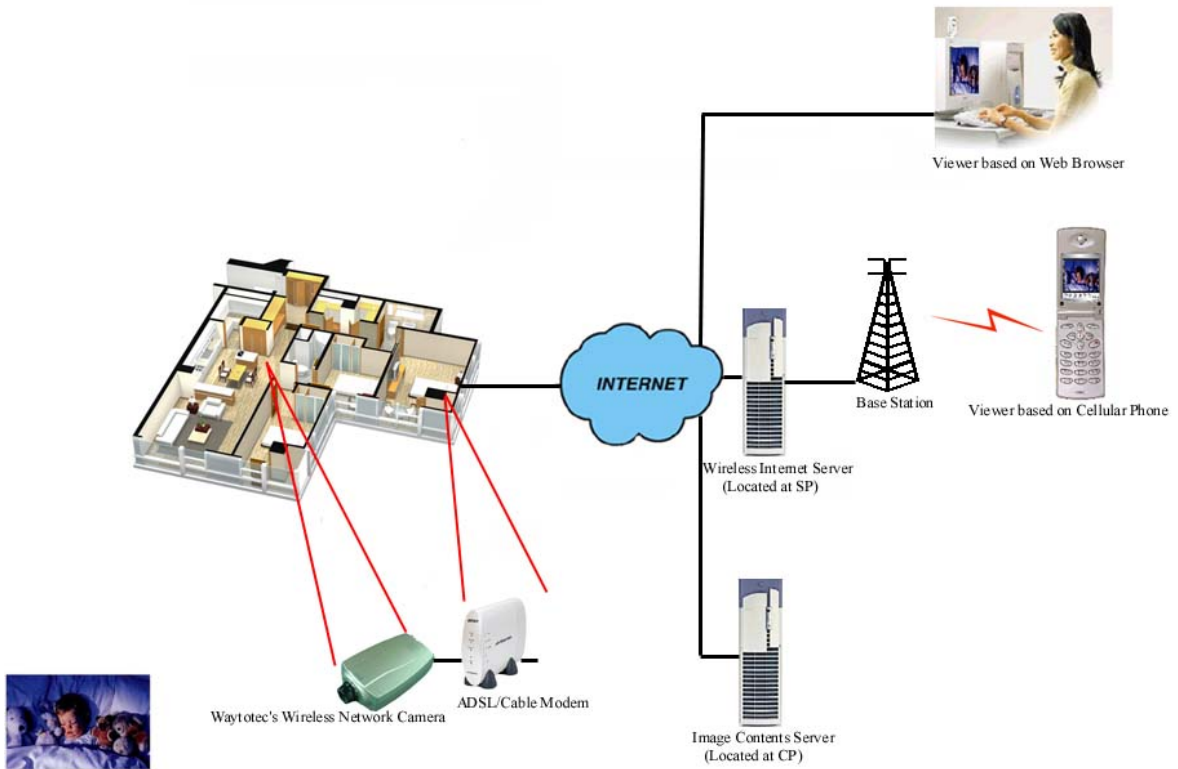 Viewer based on Web Browser
INTERNET
Base Station
Viewer based on Cellular Phone
Wireless Internet Server
(Located at SP)
ADSL/Cable Modem
Waytotec's Wireless Network Camera
Image Contents Server
(Located at CP)